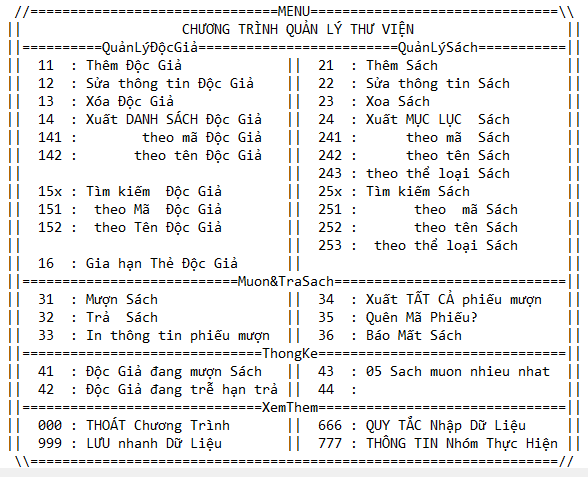 //===============================MENU===============================\\
|| CHƯƠNG TRÌNH QUẢN LÝ THƯ VIỆN ||
||==========QuảnLýĐộcGiả=========================QuảnLýSách===========||
|| 11 : Thêm Độc Giả || 21 : Thêm Sách ||
|| 12 : Sửa thông tin Độc Giả || 22 : Sửa thông tin Sách ||
|| 13 : Xóa Độc Giả || 23 : Xoa Sách ||
|| 14 : Xuất DANH SÁCH Độc Giả || 24 : Xuất MỤC LỤC Sách ||
|| 141 : theo mã Độc Giả || 241 : theo mã Sách ||
|| 142 : theo tên Độc Giả || 242 : theo tên Sách ||
|| || 243 : theo thể loại Sách ||
|| 15x : Tìm kiếm Độc Giả || 25x : Tìm kiếm Sách ||
|| 151 : theo Mã Độc Giả || 251 : theo mã Sách ||
|| 152 : theo Tên Độc Giả || 252 : theo tên Sách ||
|| || 253 : theo thể loại Sách ||
|| 16 : Gia hạn Thẻ Độc Giả || ||
||===========================Muon&TraSach=============================||
|| 31 : Mượn Sách || 34 : Xuất TẤT CẢ phiếu mượn ||
|| 32 : Trả Sách || 35 : Quên Mã Phiếu? ||
|| 33 : In thông tin phiếu mượn || 36 : Báo Mất Sách ||
||==============================ThongKe===============================||
|| 41 : Độc Giả đang mượn Sách || 43 : 05 Sach muon nhieu nhat ||
|| 42 : Độc Giả đang trễ hạn trả || 44 : ||
||==============================XemThem===============================||
|| 000 : THOÁT Chương Trình || 666 : QUY TẮC Nhập Dữ Liệu ||
|| 999 : LƯU nhanh Dữ Liệu || 777 : THÔNG TIN Nhóm Thực Hiện ||
\\===================================================================//